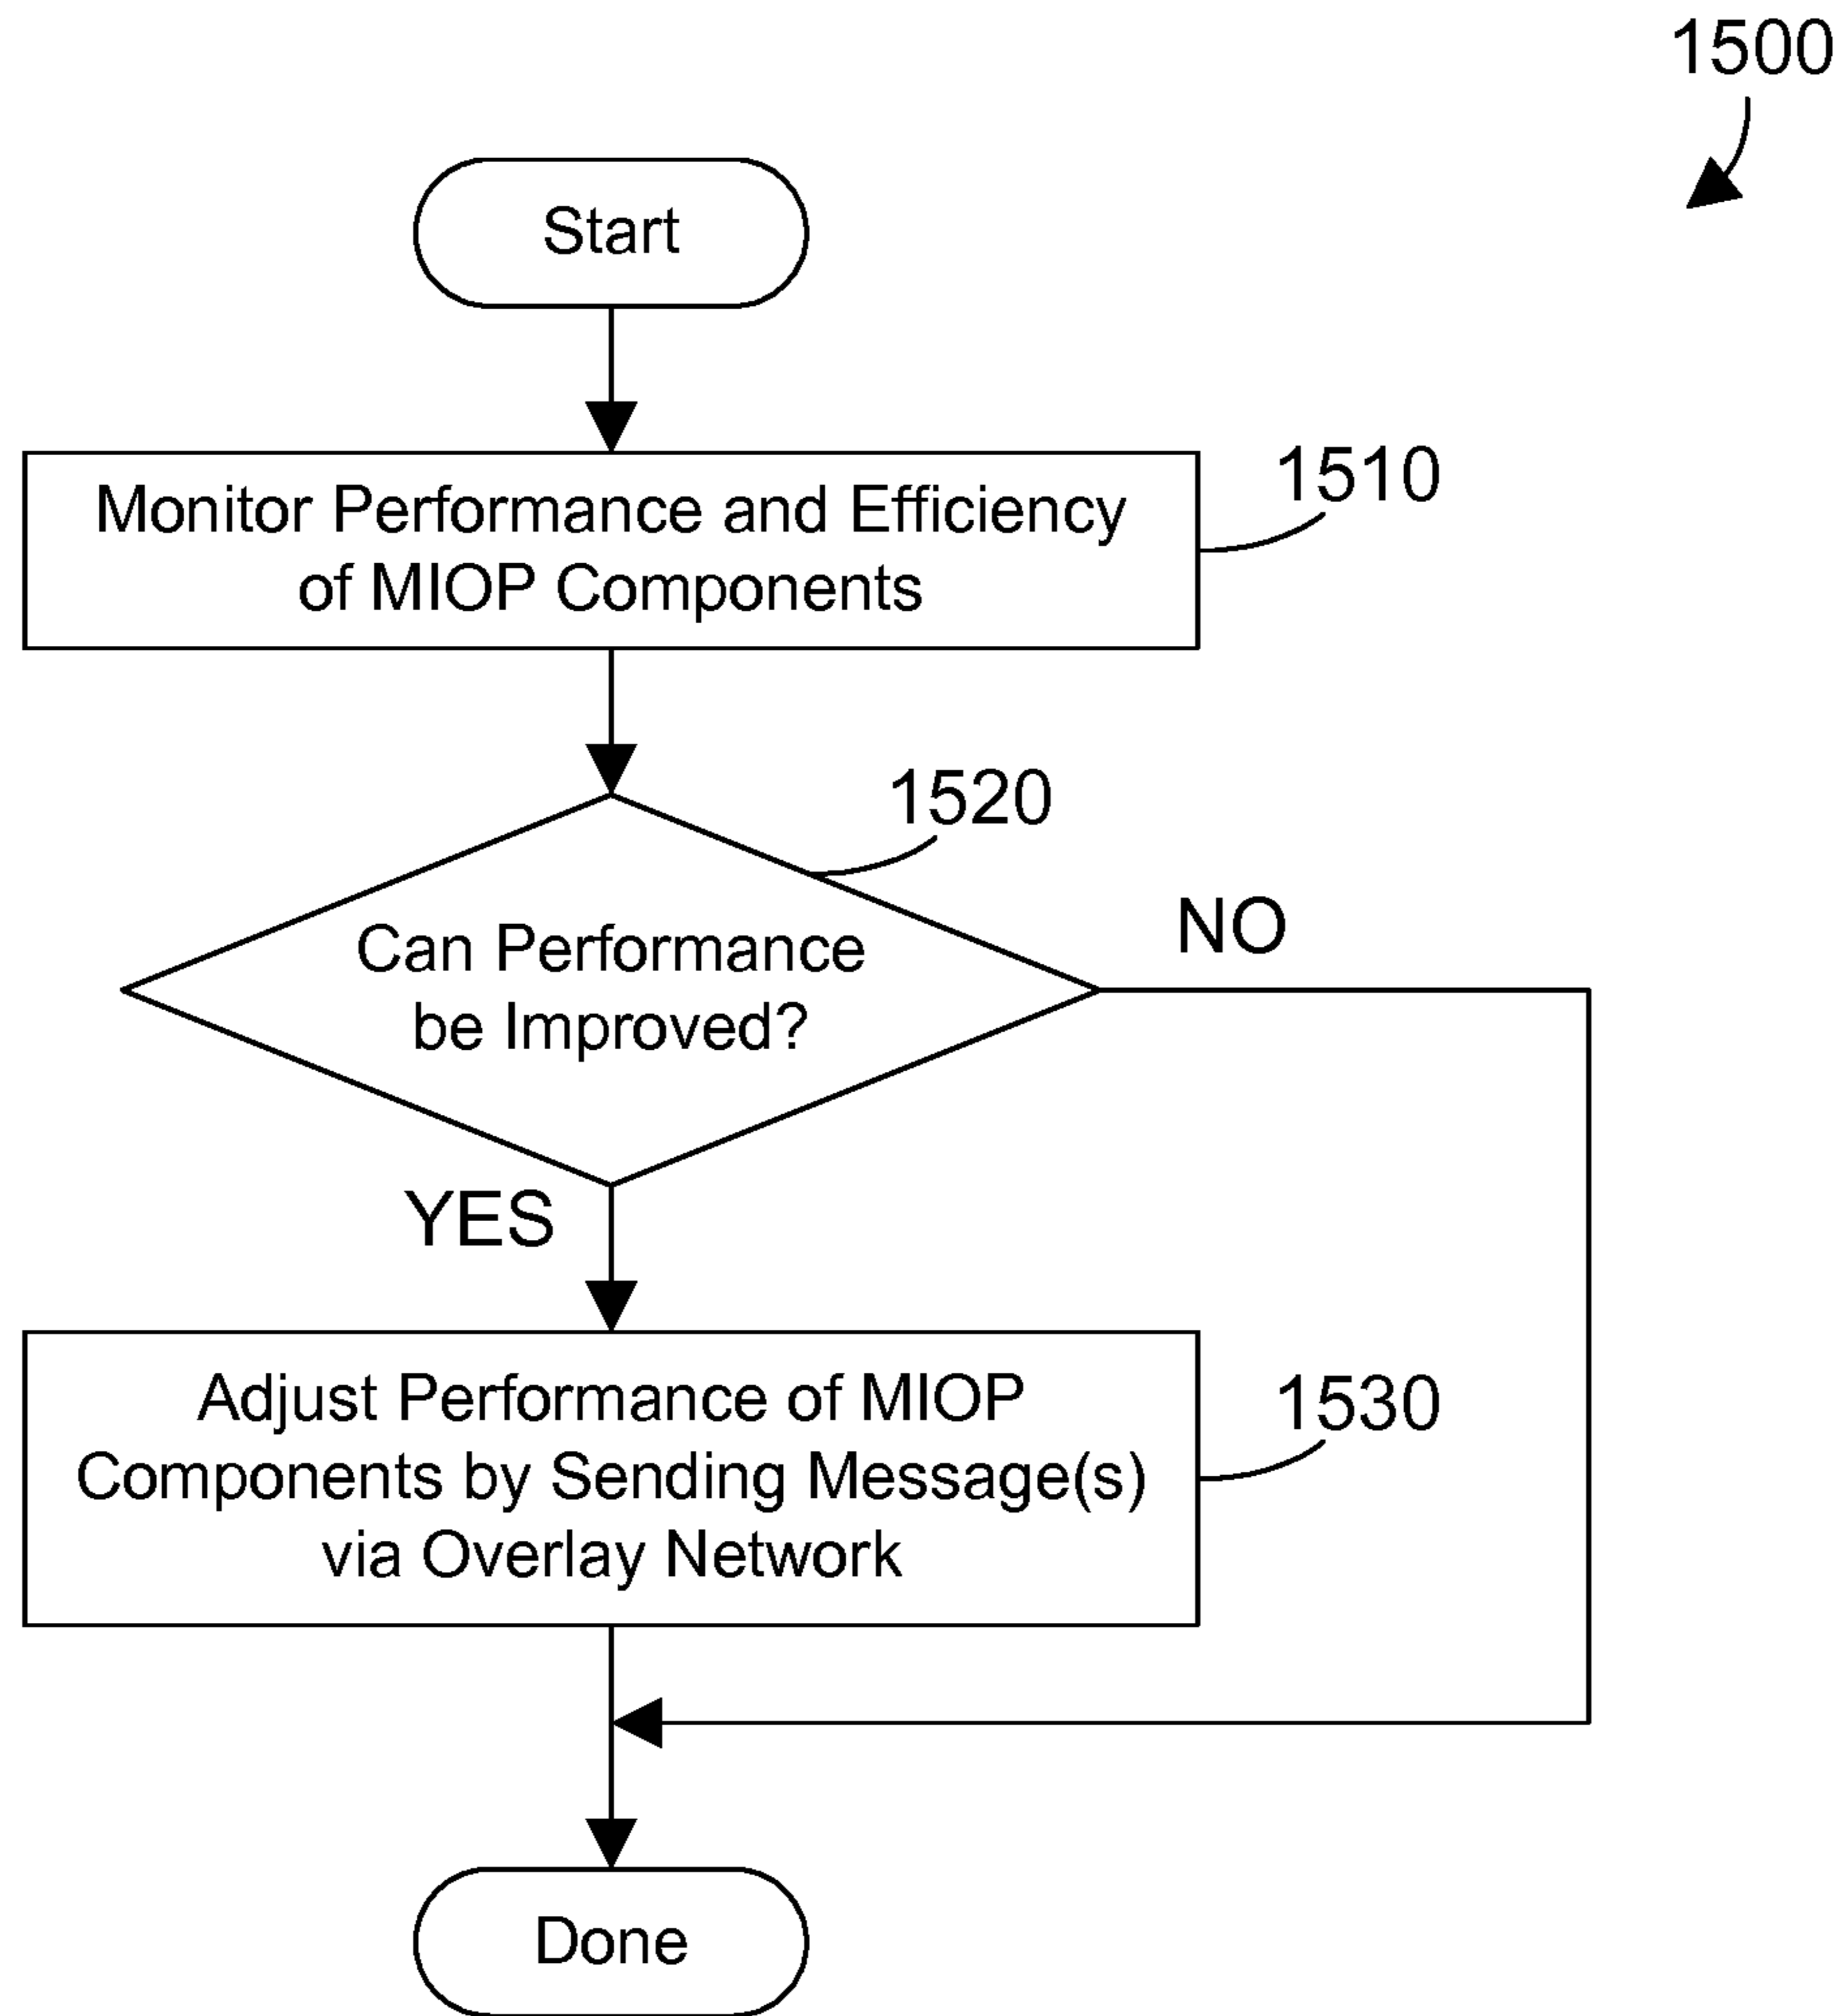 1500
Start
Monitor Performance and Efficiency
of MIOP Components
1510
1520
Can Performance
be Improved?
NO
YES
Adjust Performance of MIOP
Components by Sending Message(s)
via Overlay Network
1530
Done